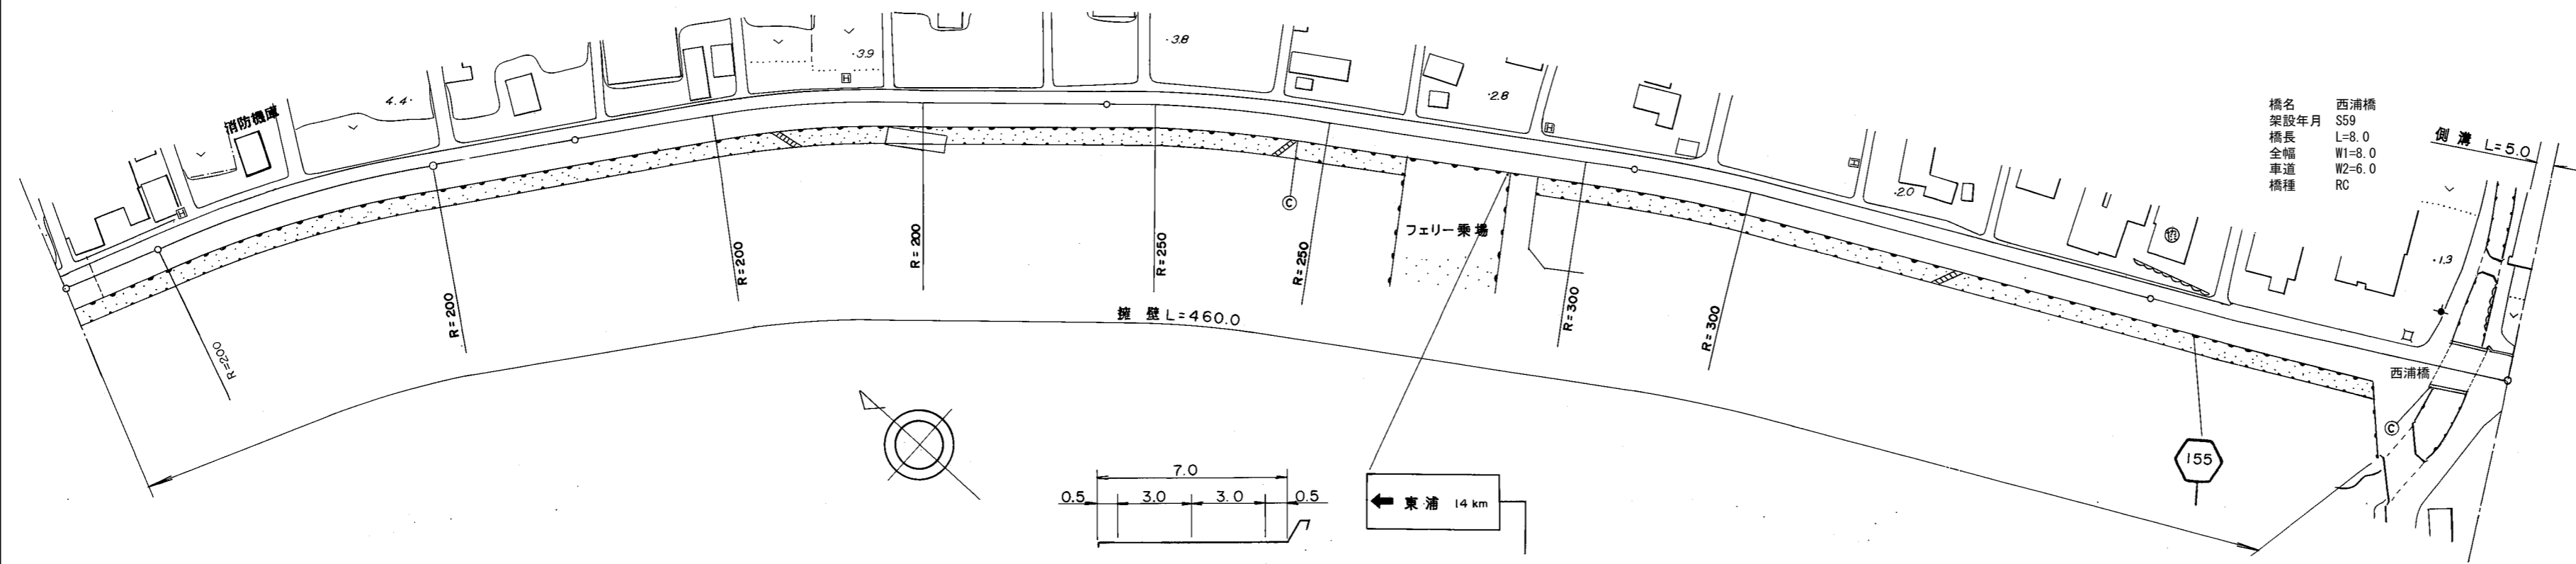 消防機庫
4.4
3.9
3.8
2.8
2.0
1.3
H
H
H
H
橋名 西浦橋
架設年月 S59
橋長 L=8.0
全幅 W1=8.0
車道 W2=6.0
橋種 RC
側溝 L=5.0
R=200
R=200
R=200
R=200
R=250
R=250
R=300
R=300
C
フェリー乗場
擁壁 L=460.0
西浦橋
C
155
7.0
0.5 3.0 3.0 0.5
← 東浦 14km